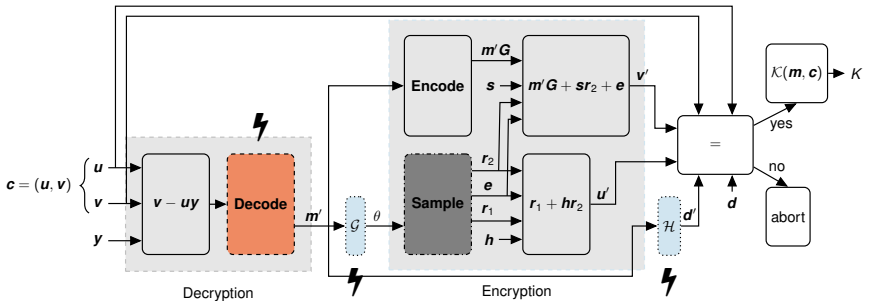 c = (u, v)
u
v
y
v − uy
Decode
m′
𝒢
θ
Encode
m′G
s
m′G + sr₂ + e
v′
Sample
r₂
e
r₁
h
r₁ + hr₂
u′
ℋ
d′
d
=
yes
no
𝒦(m, c)
K
abort
Decryption
Encryption